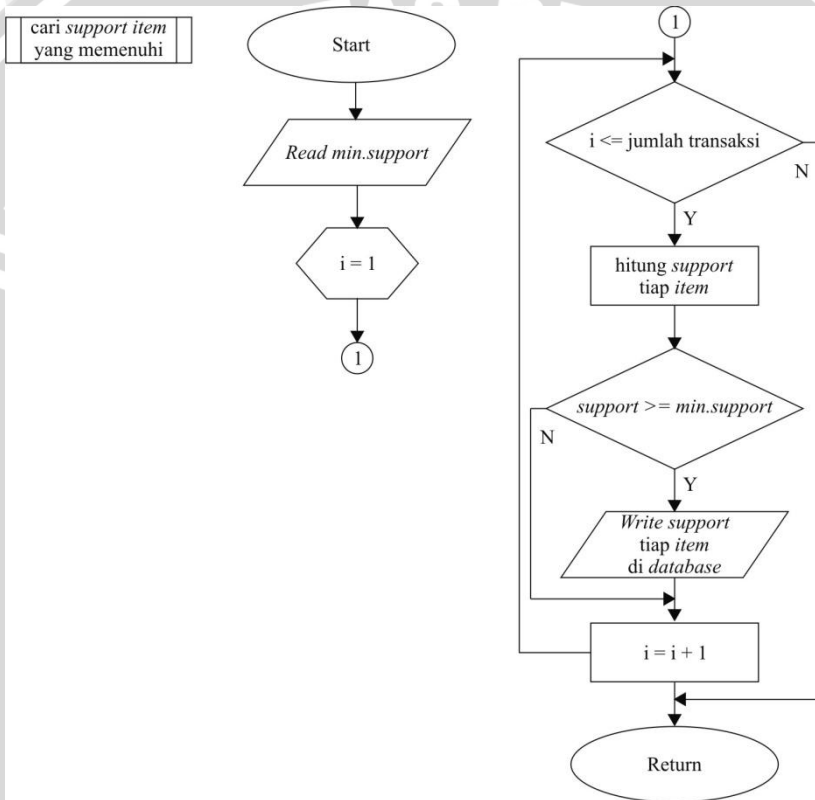 cari support item
yang memenuhi
Start
Read min.support
i = 1
1
1
i <= jumlah transaksi
N
Y
hitung support
tiap item
support >= min.support
N
Y
Write support
tiap item
di database
i = i + 1
Return